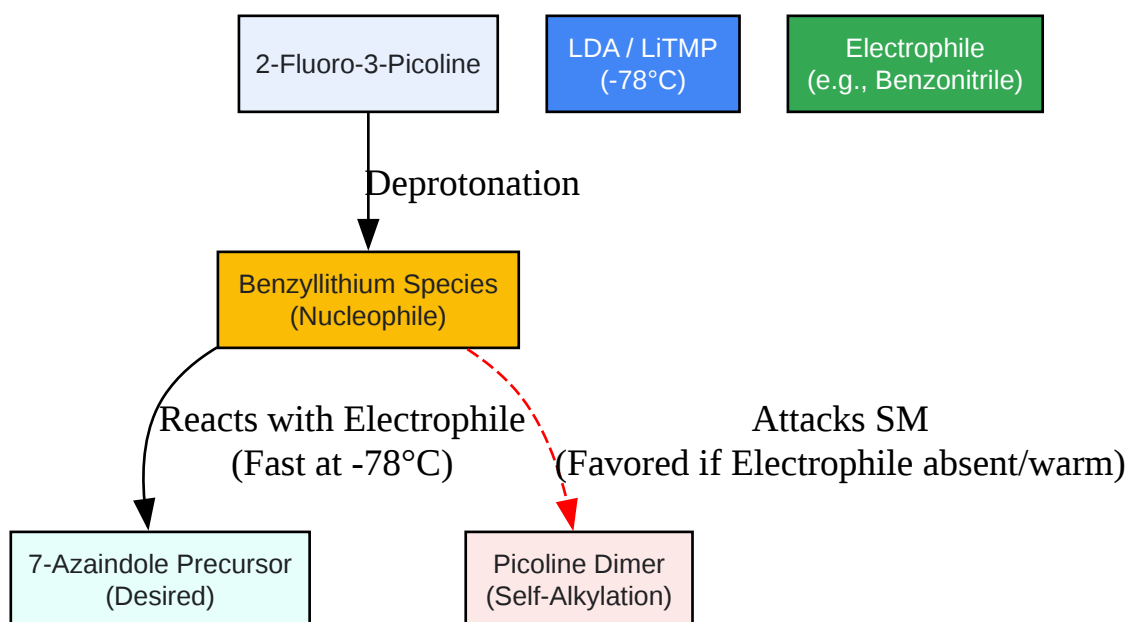 2-Fluoro-3-Picoline
LDA / LiTMP
(-78°C)
Electrophile
(e.g., Benzonitrile)
Deprotonation
Benzyllithium Species
(Nucleophile)
Reacts with Electrophile
(Fast at -78°C)
Attacks SM
(Favored if Electrophile absent/warm)
7-Azaindole Precursor
(Desired)
Picoline Dimer
(Self-Alkylation)